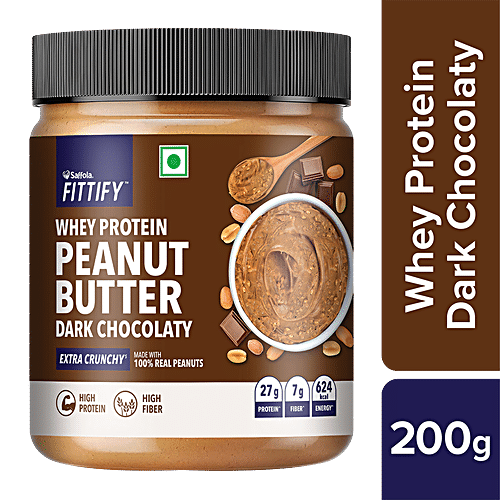 Saffola.
FITTIFY™
WHEY PROTEIN
PEANUT
BUTTER
DARK CHOCOLATY
EXTRA CRUNCHY*
MADE WITH
100% REAL PEANUTS
HIGH
PROTEIN
HIGH
FIBER
27g
PROTEIN*
7g
FIBER*
624
kcal
ENERGY*
Whey Protein
Dark Chocolaty
200g